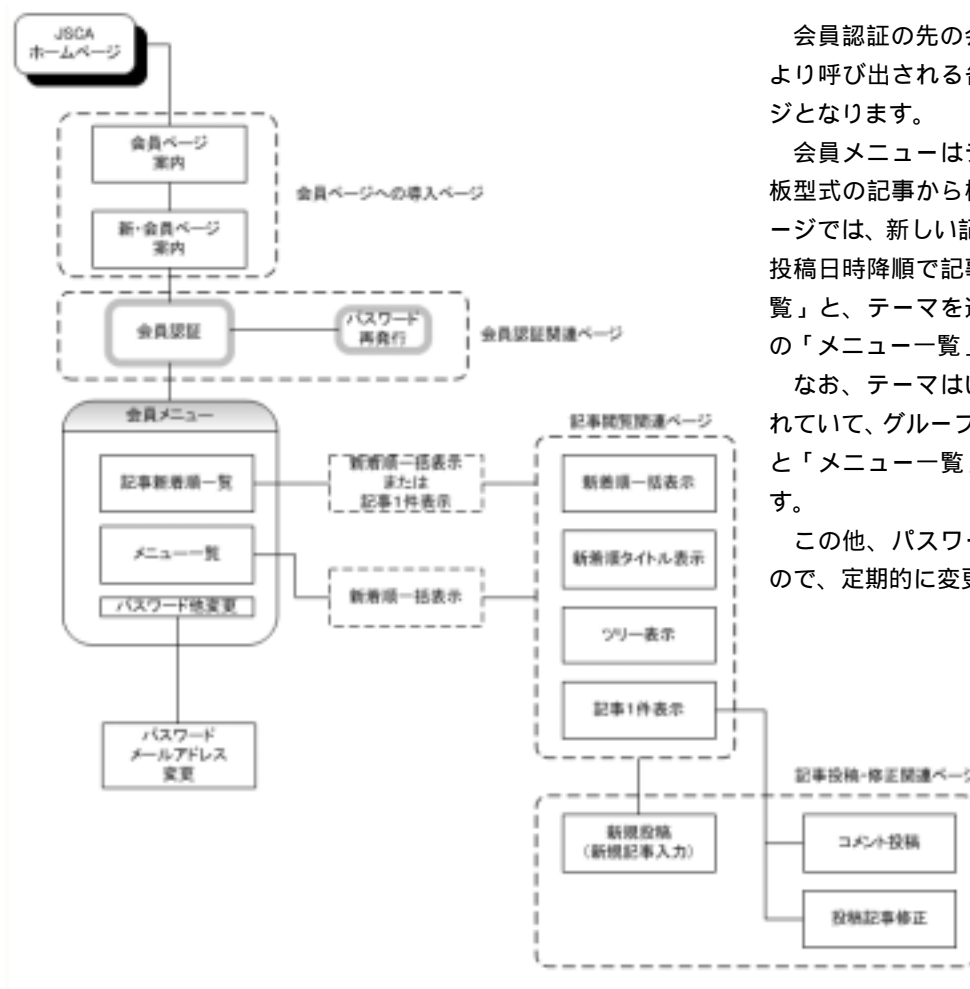 JSCA
ホームページ
会員ページ
案内
新・会員ページ
案内
会員ページへの導入ページ
会員認証
パスワード
再発行
会員認証関連ページ
会員メニュー
記事新着順一覧
メニュー一覧
パスワード他変更
新着順一括表示
または
記事1件表示
新着順一括表示
パスワード
メールアドレス
変更
記事閲覧関連ページ
新着順一括表示
新着順タイトル表示
ツリー表示
記事1件表示
記事投稿・修正関連ペー
新規投稿
(新規記事入力)
コメント投稿
投稿記事修正
会員認証の先の
より呼び出される
ジとなります。
会員メニューは
板型式の記事から
ージでは、新しい
投稿日時降順で記
覧」と、テーマを
の「メニュー一覧」
なお、テーマは
れていて、グループ
と「メニュー一覧」
す。
この他、パスワ
ので、定期的に変